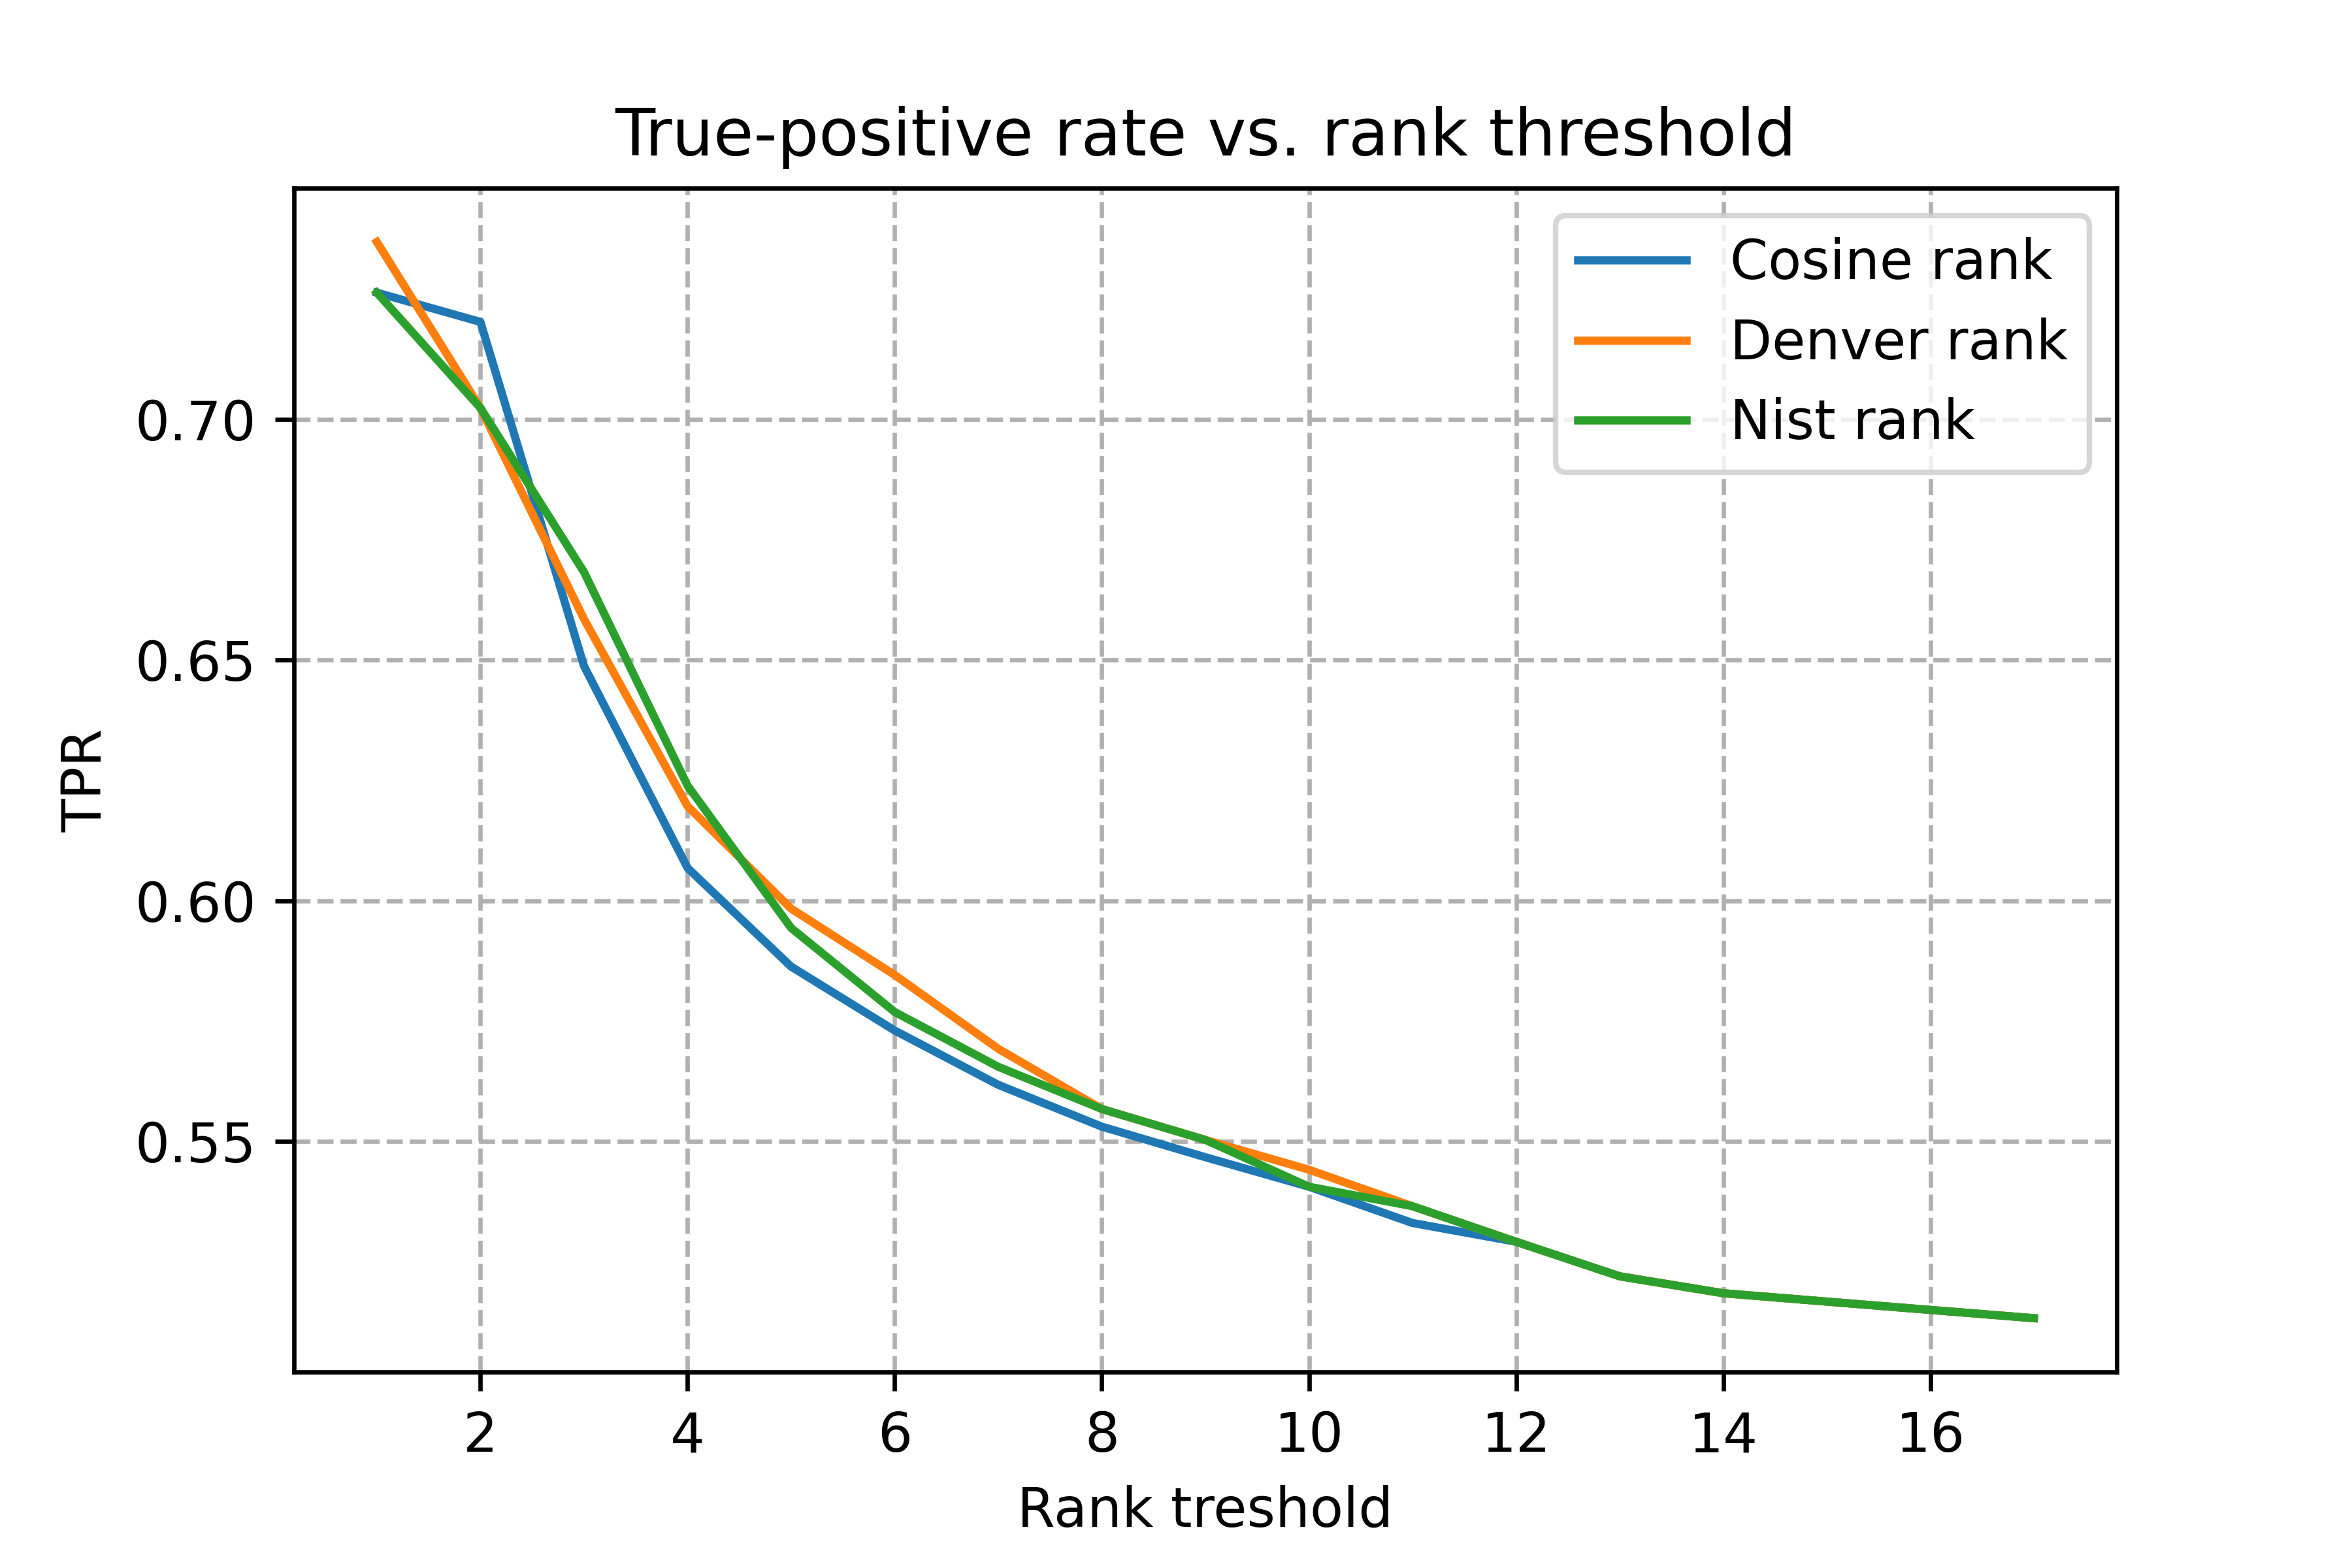 True-positive rate vs. rank threshold
Cosine rank
Denver rank
Nist rank
0.70
0.65
0.60
0.55
TPR
2 4 6 8 10 12 14 16
Rank treshold